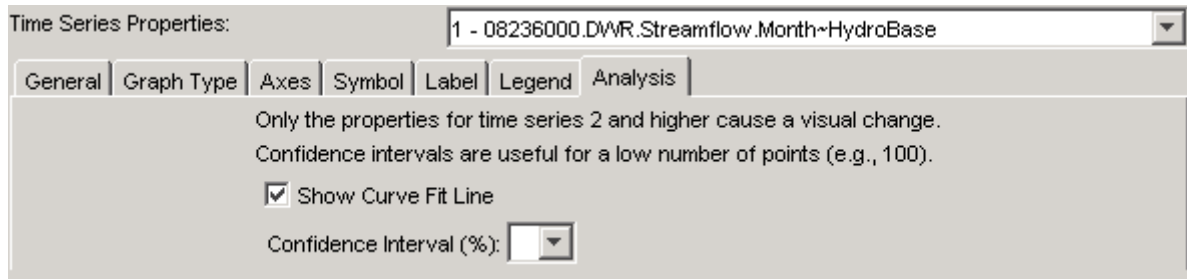 Time Series Properties: 1 - 08236000.DWR.Streamflow.Month~HydroBase
General Graph Type Axes Symbol Label Legend Analysis
Only the properties for time series 2 and higher cause a visual change.
Confidence intervals are useful for a low number of points (e.g., 100).
Show Curve Fit Line
Confidence Interval (%):